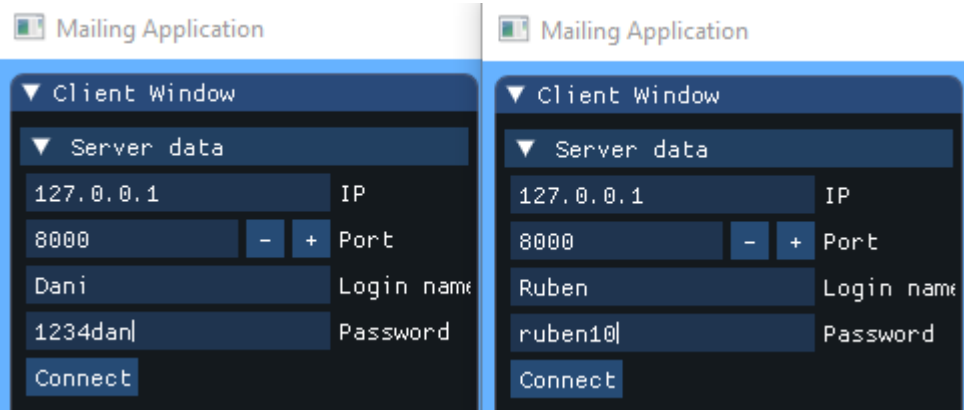 Mailing Application
▼ Client Window
▼ Server data
127.0.0.1 IP
8000 - + Port
Dani Login name
1234dan Password
Connect
Mailing Application
▼ Client Window
▼ Server data
127.0.0.1 IP
8000 - + Port
Ruben Login name
ruben10 Password
Connect